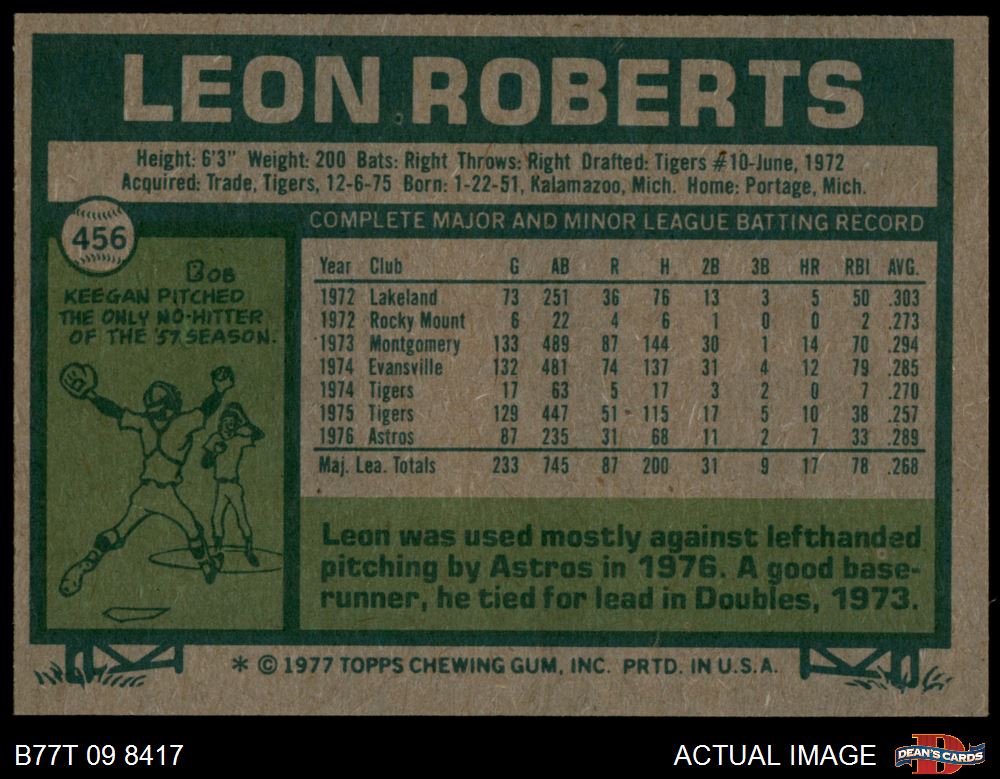 LEON ROBERTS
Height: 6'3" Weight: 200 Bats: Right Throws: Right Drafted: Tigers #10-June, 1972
Acquired: Trade, Tigers, 12-6-75 Born: 1-22-51, Kalamazoo, Mich. Home: Portage, Mich.
456
BOB
KEEGAN PITCHED
THE ONLY NO-HITTER
OF THE '57 SEASON.
COMPLETE MAJOR AND MINOR LEAGUE BATTING RECORD
Year Club G AB R H 2B 3B HR RBI AVG.
1972 Lakeland 73 251 36 76 13 3 5 50 .303
1972 Rocky Mount 6 22 4 6 1 0 0 2 .273
1973 Montgomery 133 489 87 144 30 1 14 70 .294
1974 Evansville 132 481 74 137 31 4 12 79 .285
1974 Tigers 17 63 5 17 3 2 0 7 .270
1975 Tigers 129 447 51 115 17 5 10 38 .257
1976 Astros 87 235 31 68 11 2 7 33 .289
Maj. Lea. Totals 233 745 87 200 31 9 17 78 .268
Leon was used mostly against lefthanded
pitching by Astros in 1976. A good base-
runner, he tied for lead in Doubles, 1973.
* © 1977 TOPPS CHEWING GUM, INC. PRTD. IN U.S.A.
B77T 09 8417
ACTUAL IMAGE
DEAN'S CARDS